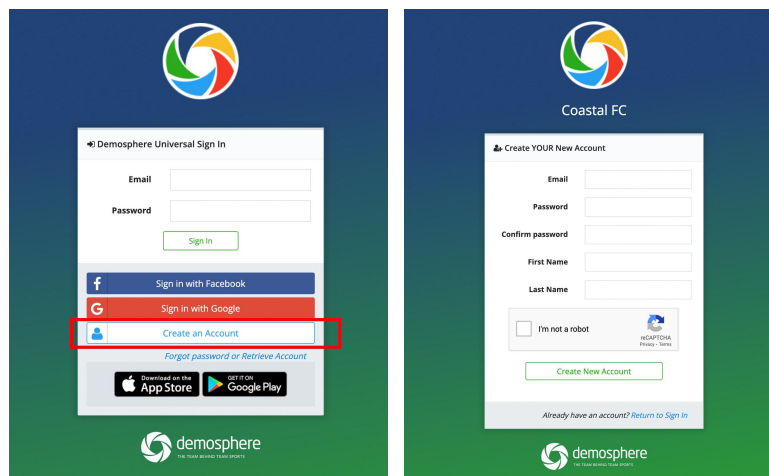 Demosphere Universal Sign In
Email
Password
Sign In
f Sign in with Facebook
G Sign in with Google
Create an Account
Forgot password or Retrieve Account
Download on the
App Store
GET IT ON
Google Play
demosphere
THE TEAM BEHIND TEAM SPORTS
Coastal FC
Create YOUR New Account
Email
Password
Confirm password
First Name
Last Name
I'm not a robot
reCAPTCHA
Privacy - Terms
Create New Account
Already have an account? Return to Sign In
demosphere
THE TEAM BEHIND TEAM SPORTS